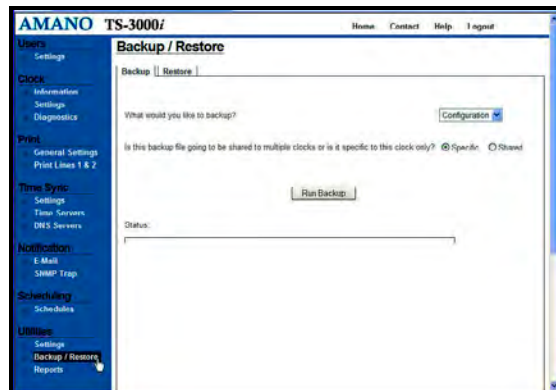 AMANO TS-3000i
Home Contact Help Logout
Users
Settings
Clock
Information
Settings
Diagnostics
Print
General Settings
Print Lines 1 & 2
Time Sync
Settings
Time Servers
DNS Servers
Notification
E-Mail
SNMP Trap
Scheduling
Schedules
Utilities
Settings
Backup / Restore
Reports
Backup / Restore
Backup Restore
What would you like to backup? Configuration
Is this backup file going to be shared to multiple clocks or is it specific to this clock only? Specific Shared
Run Backup
Status: